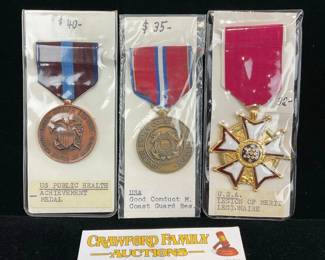 $ 40-
US PUBLIC HEALTH
ACHIEVEMENT
MEDAL
$ 35-
USA
Good Conduct M.
Coast Guard Res.
U.S.A.
LEGION OF MERIT
LEGIONAIRE
CRAWFORD FAMILY
AUCTIONS